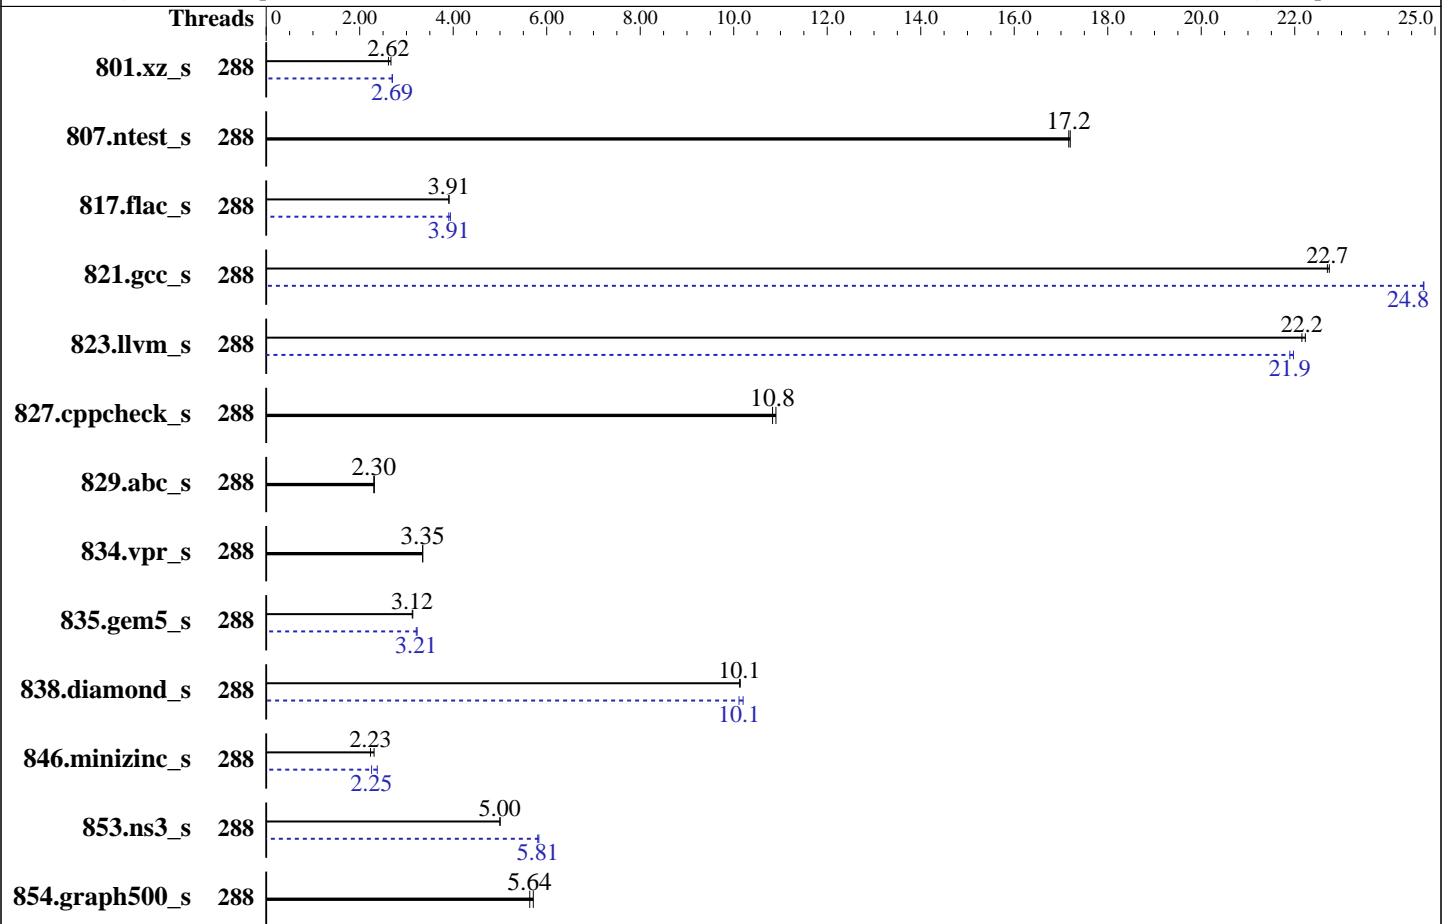 Threads 0 2.00 4.00 6.00 8.00 10.0 12.0 14.0 16.0 18.0 20.0 22.0 25.0
801.xz_s 288 2.62
2.69
807.ntest_s 288 17.2
817.flac_s 288 3.91
3.91
821.gcc_s 288 22.7
24.8
823.llvm_s 288 22.2
21.9
827.cppcheck_s 288 10.8
829.abc_s 288 2.30
834.vpr_s 288 3.35
835.gem5_s 288 3.12
3.21
838.diamond_s 288 10.1
10.1
846.minizinc_s 288 2.23
2.25
853.ns3_s 288 5.00
5.81
854.graph500_s 288 5.64